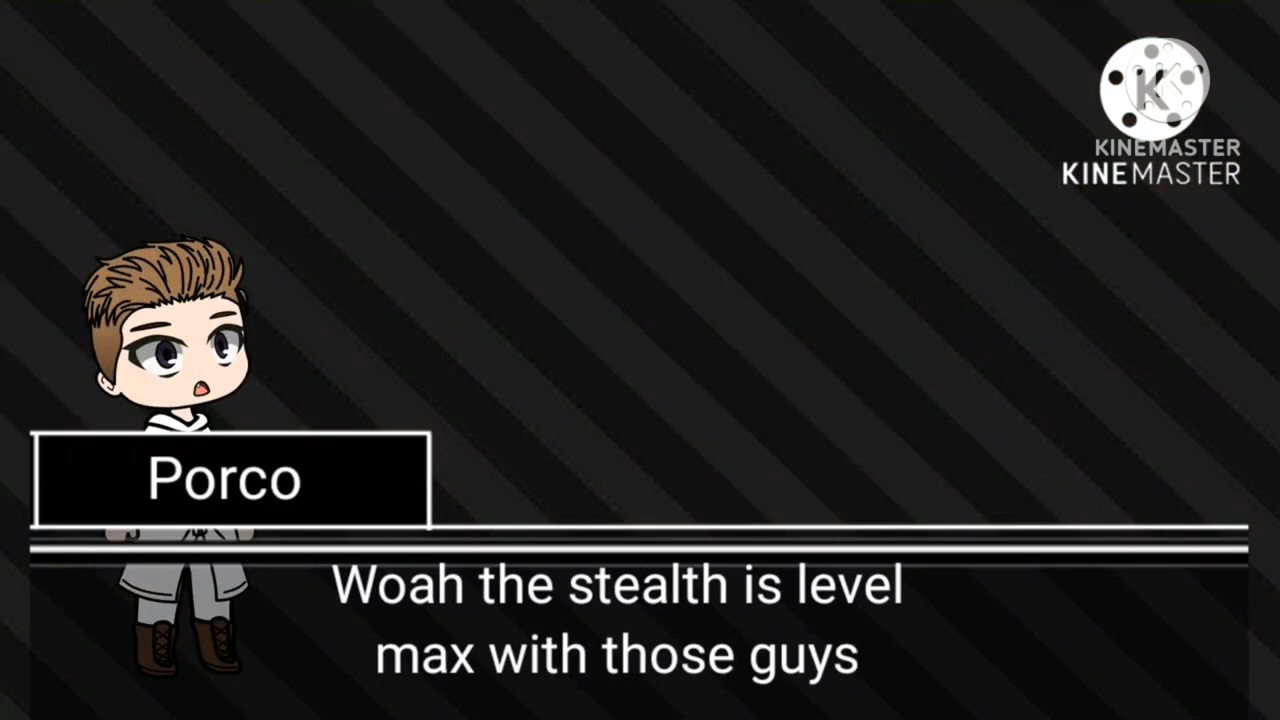 KINEMASTER
KINEMASTER
Porco
Woah the stealth is level
max with those guys